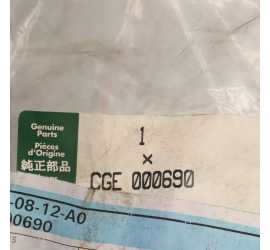 Genuine
Parts
Pièces
d'Origine
純正部品
1
×
CGE 000690
-08-12-A0
00690